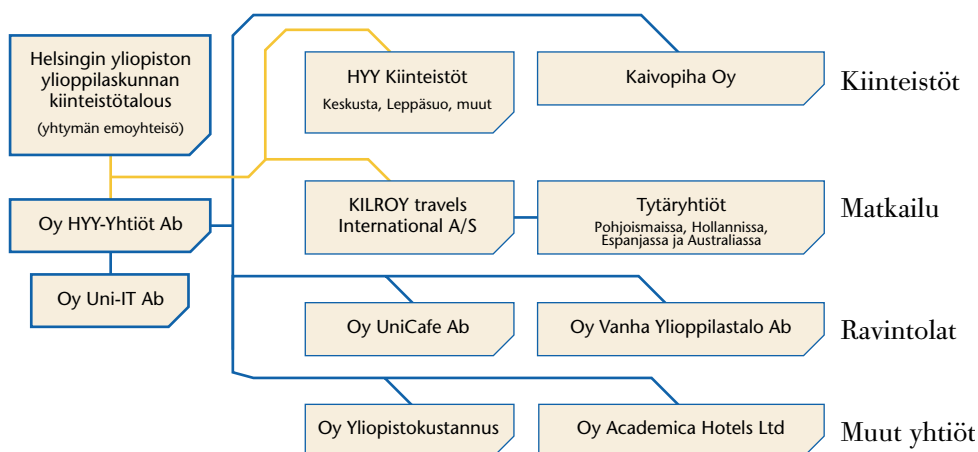 Helsingin yliopiston
ylioppilaskunnan
kiinteistötalous
(yhtymän emoyhteisö)
HYY Kiinteistöt
Keskusta, Leppäsuo, muut
Kaivopiha Oy
Kiinteistöt
Oy HYY-Yhtiöt Ab
KILROY travels
International A/S
Tytäryhtiöt
Pohjoismaissa, Hollannissa,
Espanjassa ja Australiassa
Matkailu
Oy Uni-IT Ab
Oy UniCafe Ab
Oy Vanha Ylioppilastalo Ab
Ravintolat
Oy Yliopistokustannus
Oy Academica Hotels Ltd
Muut yhtiöt